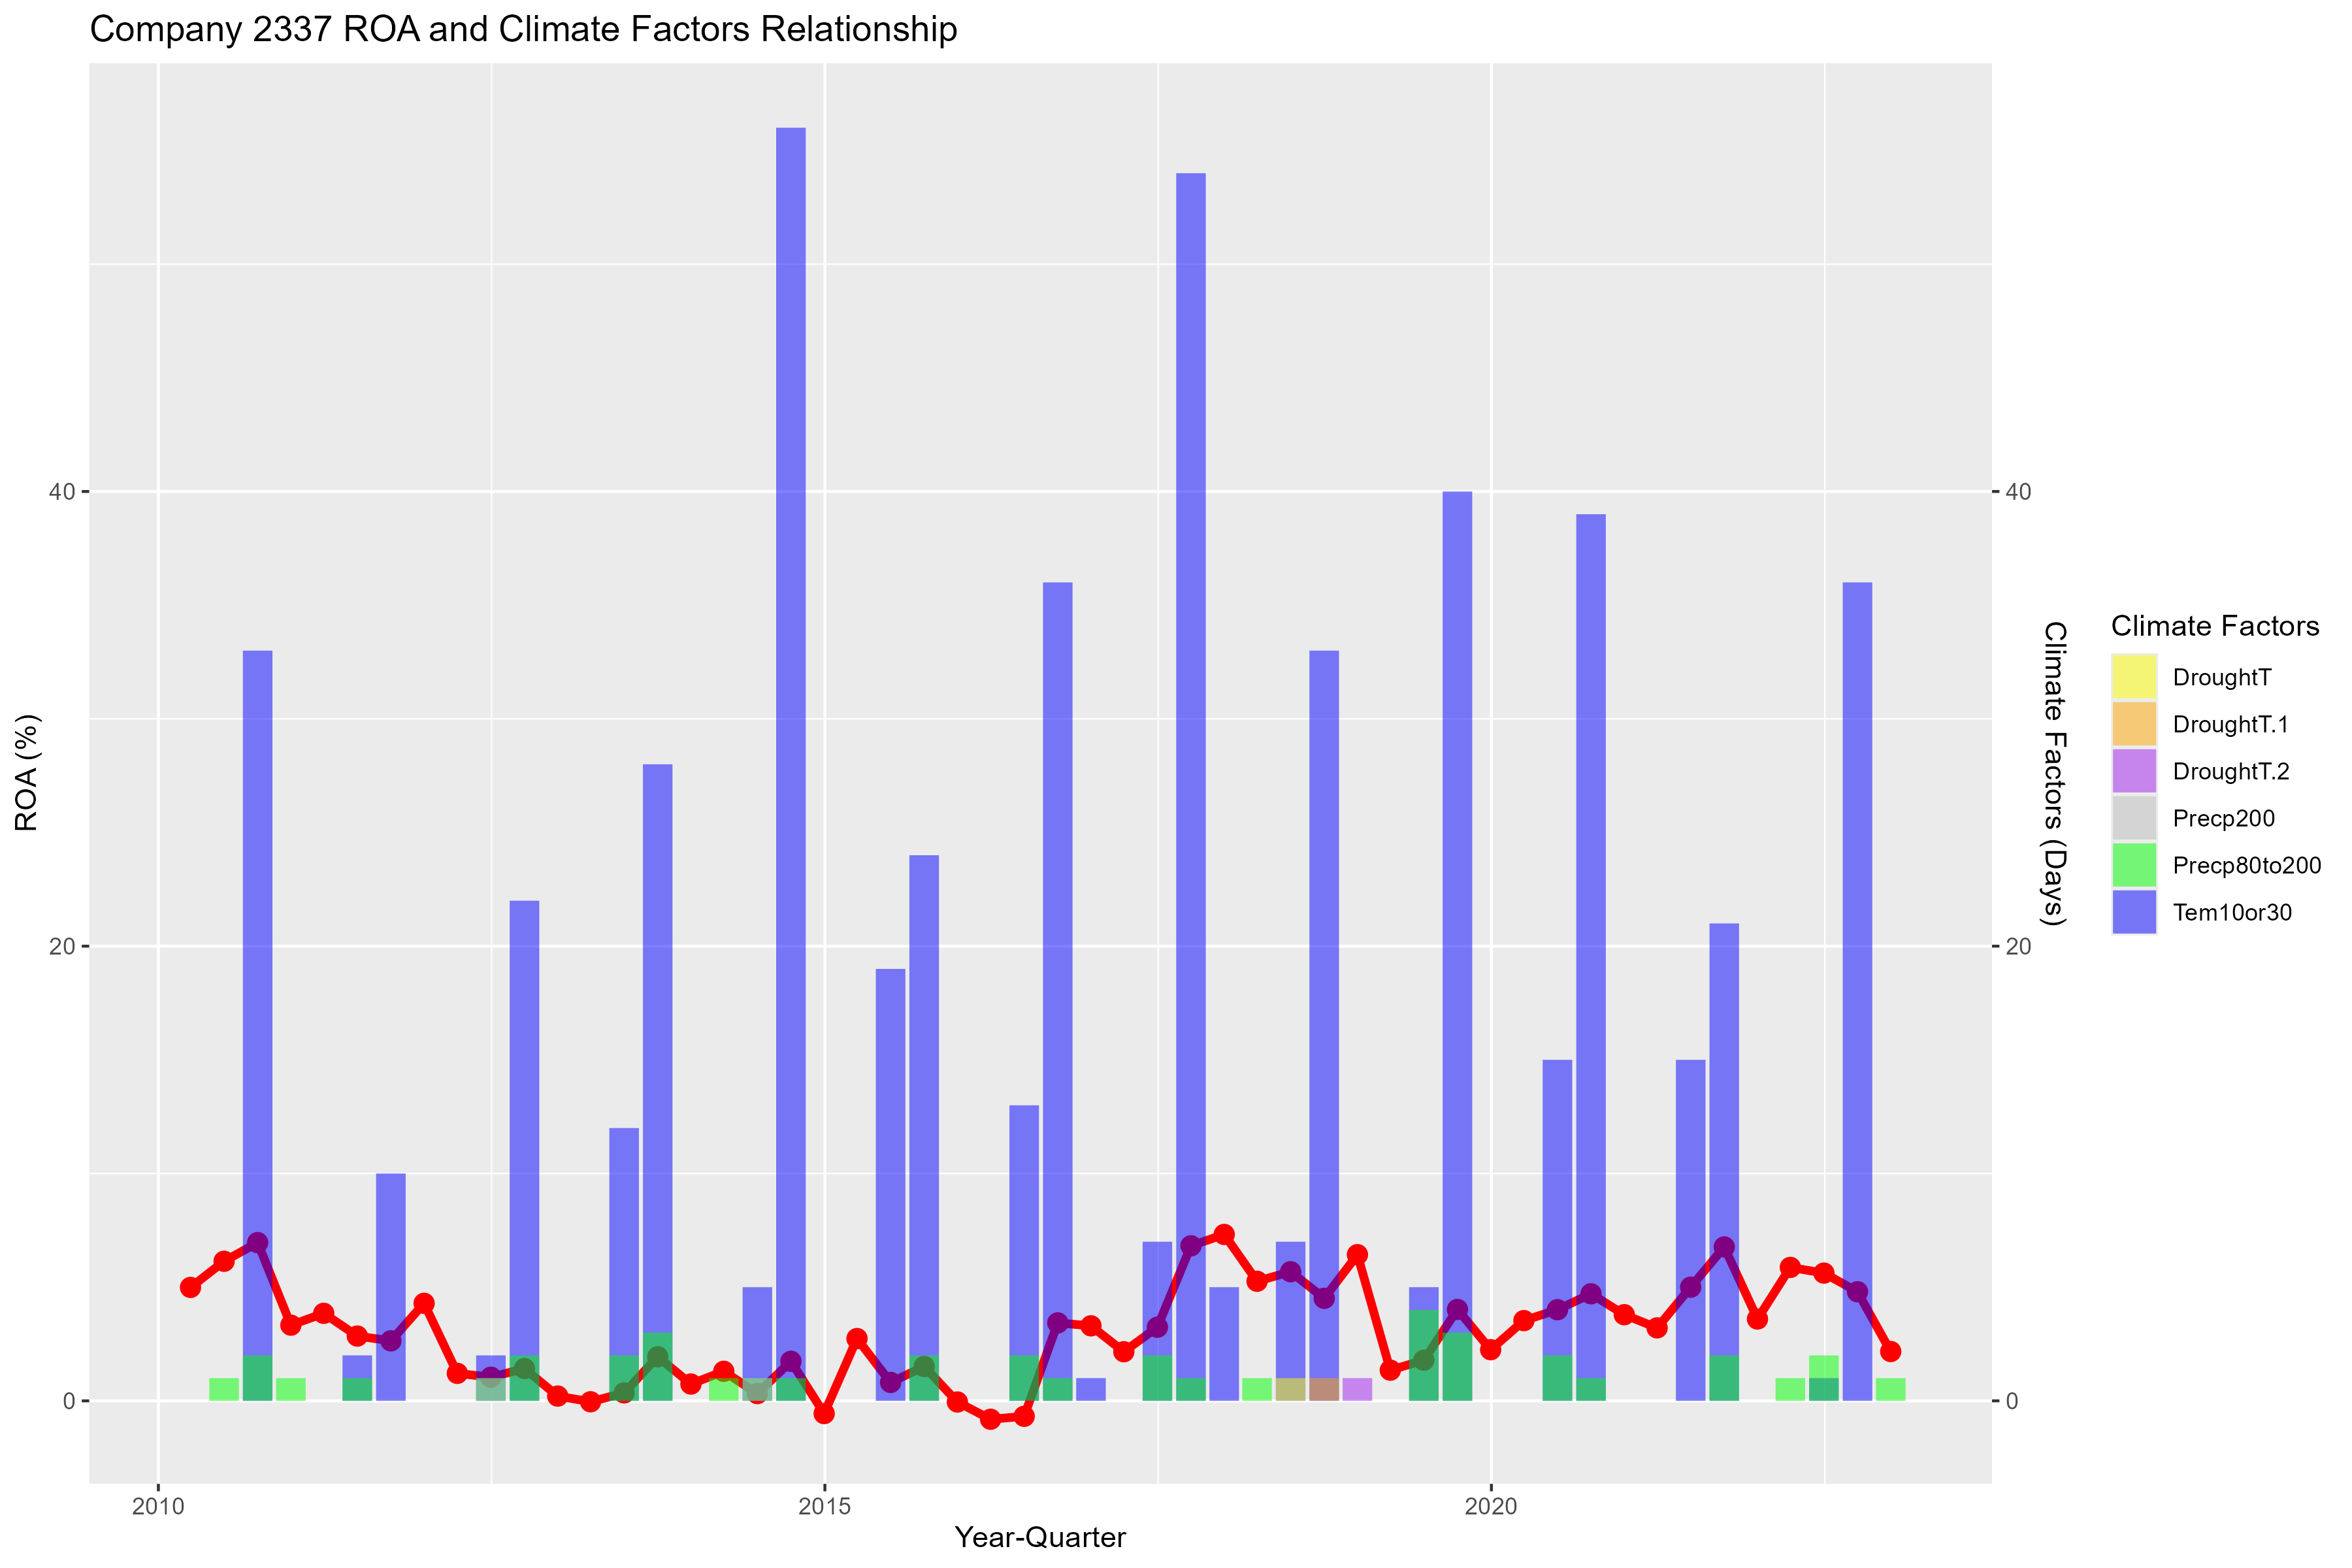 Company 2337 ROA and Climate Factors Relationship
ROA (%)
40
20
0
40
20
0
Climate Factors (Days)
2010
2015
2020
Year-Quarter
Climate Factors
DroughtT
DroughtT.1
DroughtT.2
Precp200
Precp80to200
Tem10or30